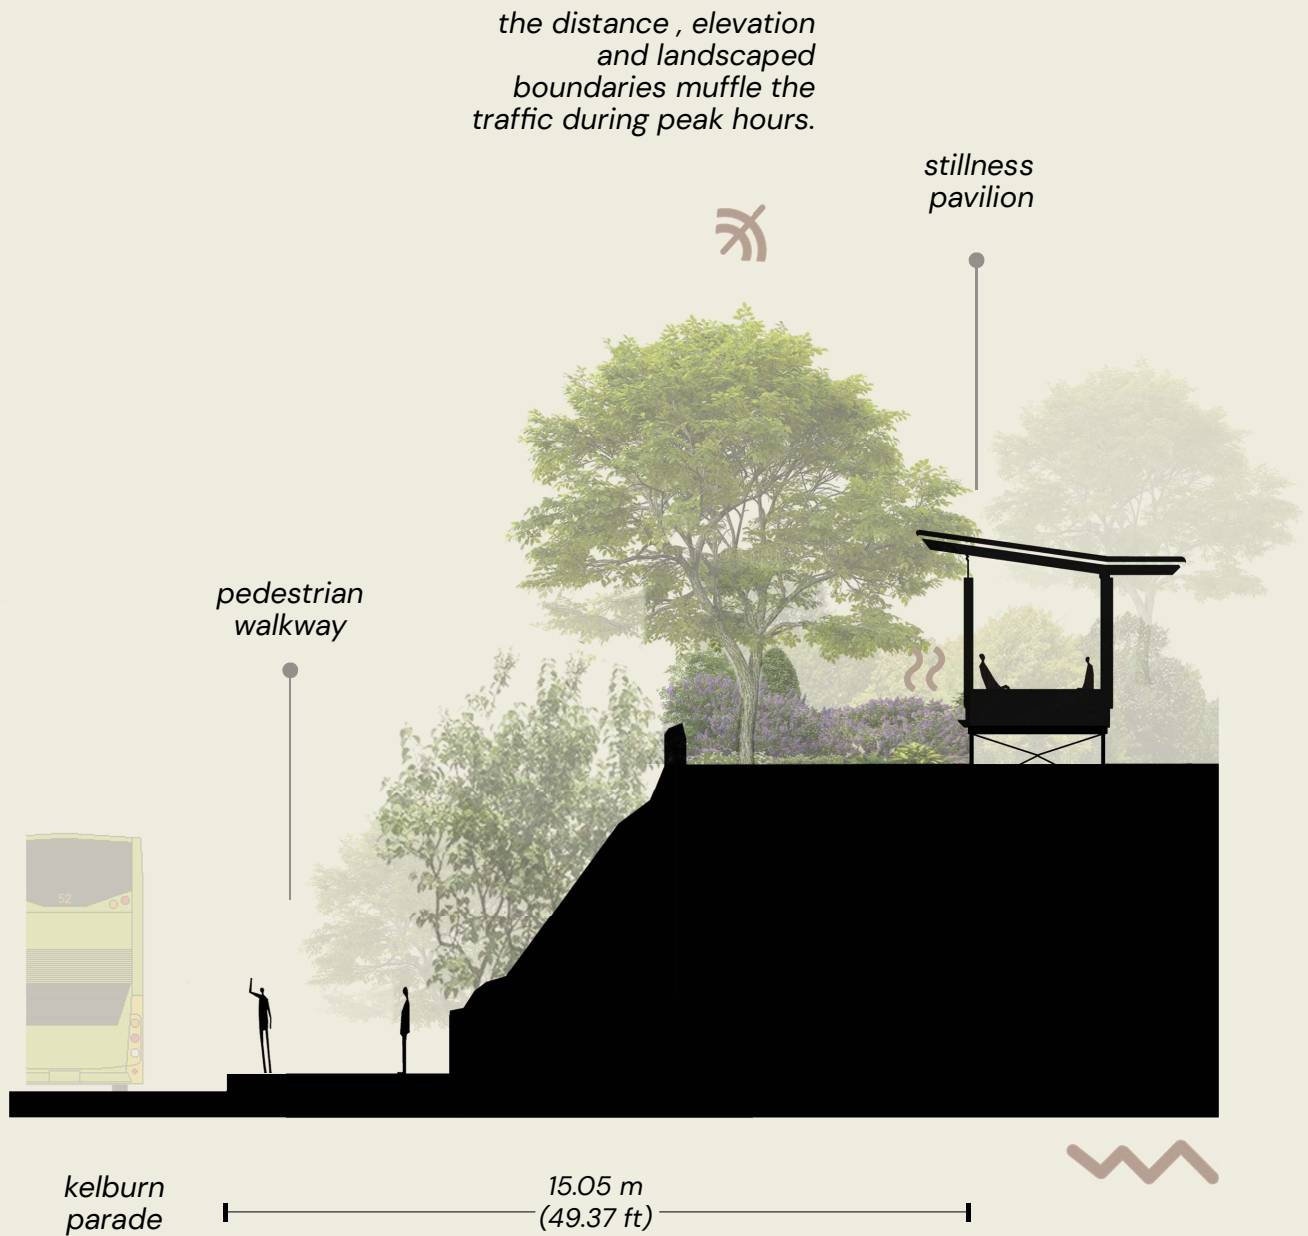 the distance , elevation
and landscaped
boundaries muffle the
traffic during peak hours.
stillness
pavilion
pedestrian
walkway
52
kelburn
parade
15.05 m
(49.37 ft)